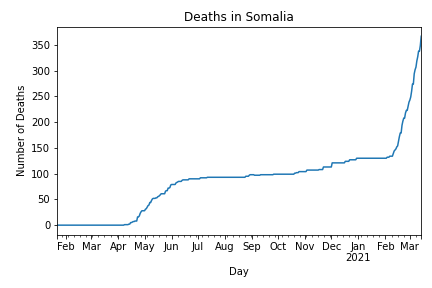 Deaths in Somalia
Number of Deaths
350
300
250
200
150
100
50
0
Feb Mar Apr May Jun Jul Aug Sep Oct Nov Dec Jan Feb Mar
2021
Day